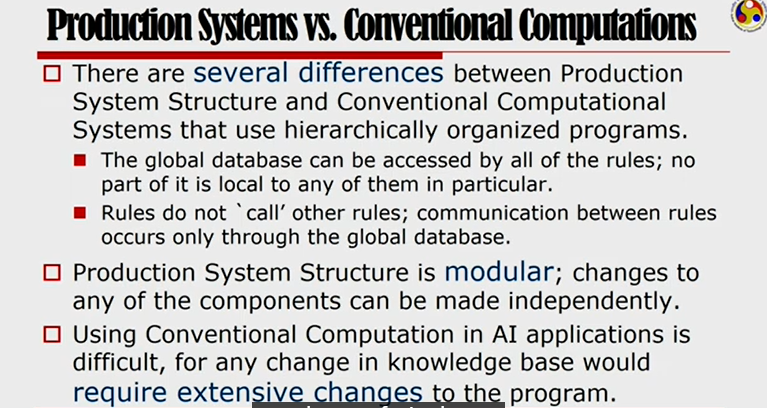 Production Systems vs. Conventional Computations
There are several differences between Production
System Structure and Conventional Computational
Systems that use hierarchically organized programs.
The global database can be accessed by all of the rules; no
part of it is local to any of them in particular.
Rules do not `call’ other rules; communication between rules
occurs only through the global database.
Production System Structure is modular; changes to
any of the components can be made independently.
Using Conventional Computation in AI applications is
difficult, for any change in knowledge base would
require extensive changes to the program.